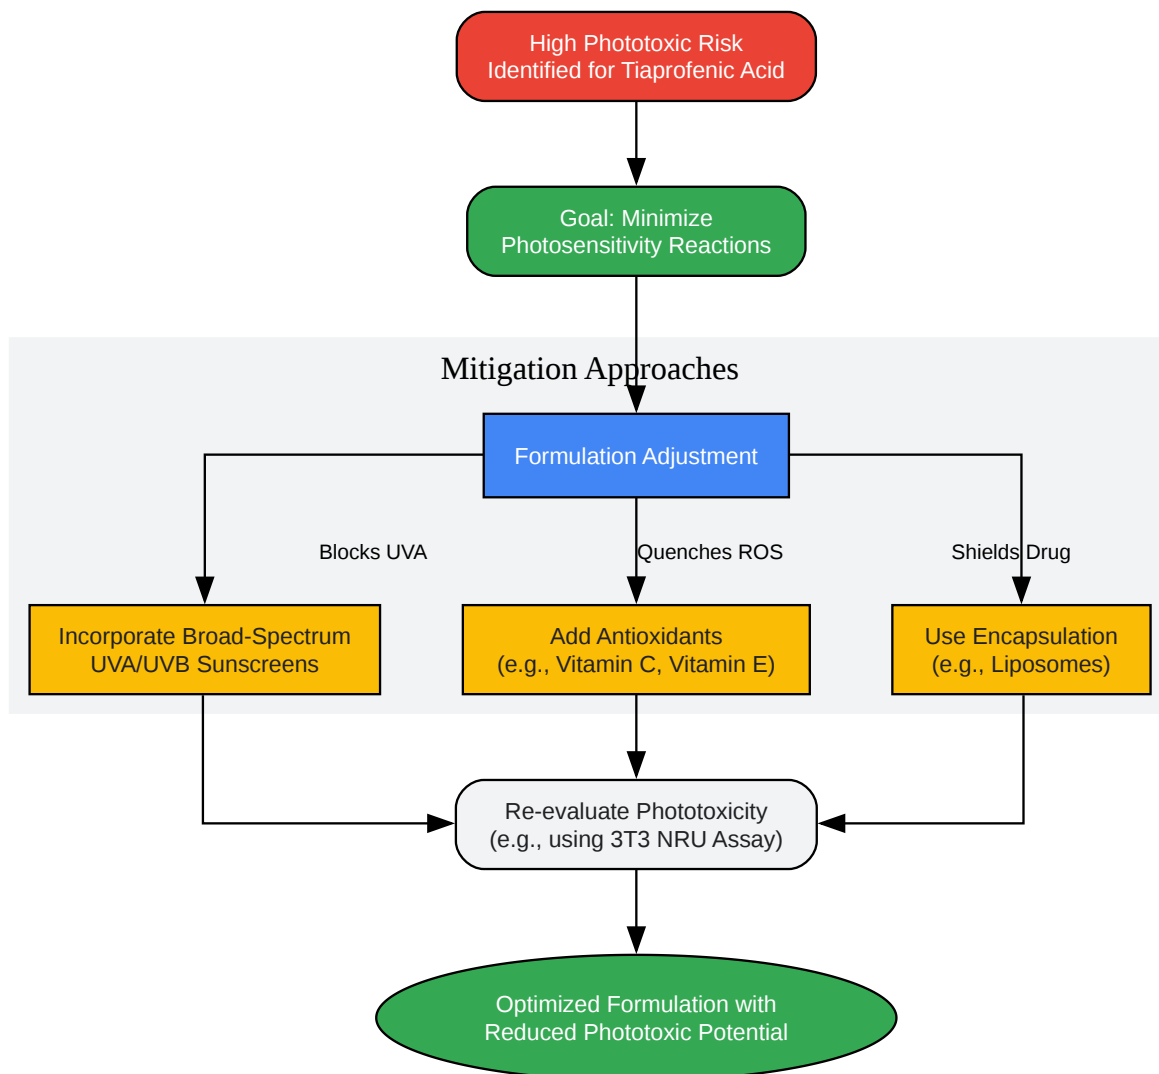 High Phototoxic Risk
Identified for Tiaprofenic Acid
Goal: Minimize
Photosensitivity Reactions
Mitigation Approaches
Formulation Adjustment
Blocks UVA
Quenches ROS
Shields Drug
Incorporate Broad-Spectrum
UVA/UVB Sunscreens
Add Antioxidants
(e.g., Vitamin C, Vitamin E)
Use Encapsulation
(e.g., Liposomes)
Re-evaluate Phototoxicity
(e.g., using 3T3 NRU Assay)
Optimized Formulation with
Reduced Phototoxic Potential